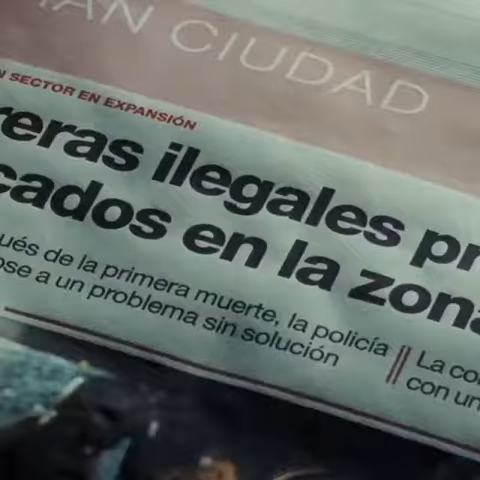 AN CIUDAD
N SECTOR EN EXPANSIÓN
reras ilegales pr
cados en la zona
ués de la primera muerte, la policía
ose a un problema sin solución
La co
con un